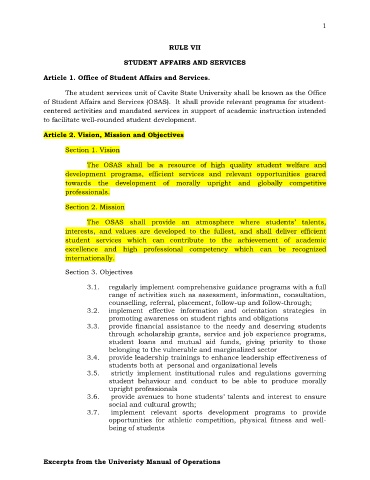 1
RULE VII
STUDENT AFFAIRS AND SERVICES
Article 1. Office of Student Affairs and Services.
The student services unit of Cavite State University shall be known as the Office
of Student Affairs and Services (OSAS). It shall provide relevant programs for student-
centered activities and mandated services in support of academic instruction intended
to facilitate well-rounded student development.
Article 2. Vision, Mission and Objectives
Section 1. Vision
The OSAS shall be a resource of high quality student welfare and
development programs, efficient services and relevant opportunities geared
towards the development of morally upright and globally competitive
professionals.
Section 2. Mission
The OSAS shall provide an atmosphere where students' talents,
interests, and values are developed to the fullest, and shall deliver efficient
student services which can contribute to the achievement of academic
excellence and high professional competency which can be recognized
internationally.
Section 3. Objectives
3.1. regularly implement comprehensive guidance programs with a full
range of activities such as assessment, information, consultation,
counselling, referral, placement, follow-up and follow-through;
3.2. implement effective information and orientation strategies in
promoting awareness on student rights and obligations
3.3. provide financial assistance to the needy and deserving students
through scholarship grants, service and job experience programs,
student loans and mutual aid funds, giving priority to those
belonging to the vulnerable and marginalized sector
3.4. provide leadership trainings to enhance leadership effectiveness of
students both at personal and organizational levels
3.5. strictly implement institutional rules and regulations governing
student behaviour and conduct to be able to produce morally
upright professionals
3.6. provide avenues to hone students' talents and interest to ensure
social and cultural growth;
3.7. implement relevant sports development programs to provide
opportunities for athletic competition, physical fitness and well-
being of students
Excerpts from the Univeristy Manual of Operations